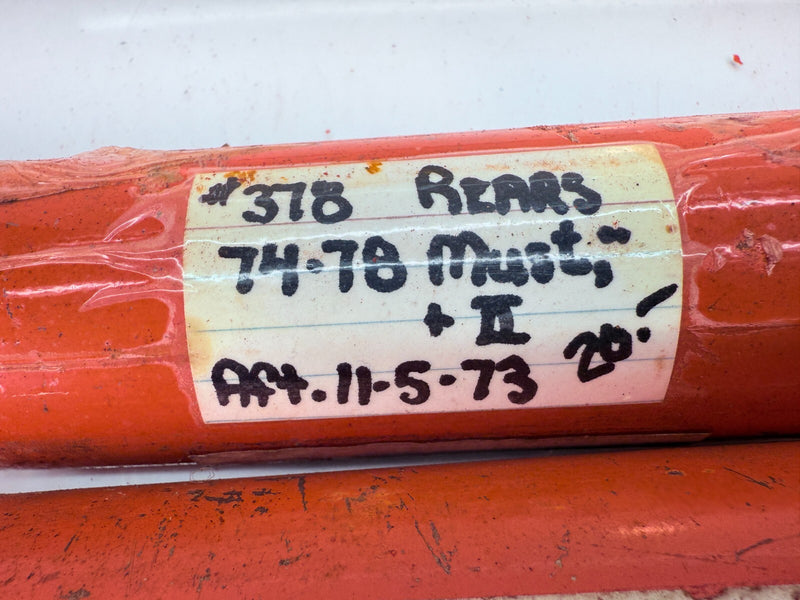 #378 REARS
74-78 Must,"
+ II
Aft. 11-5-73 20.-